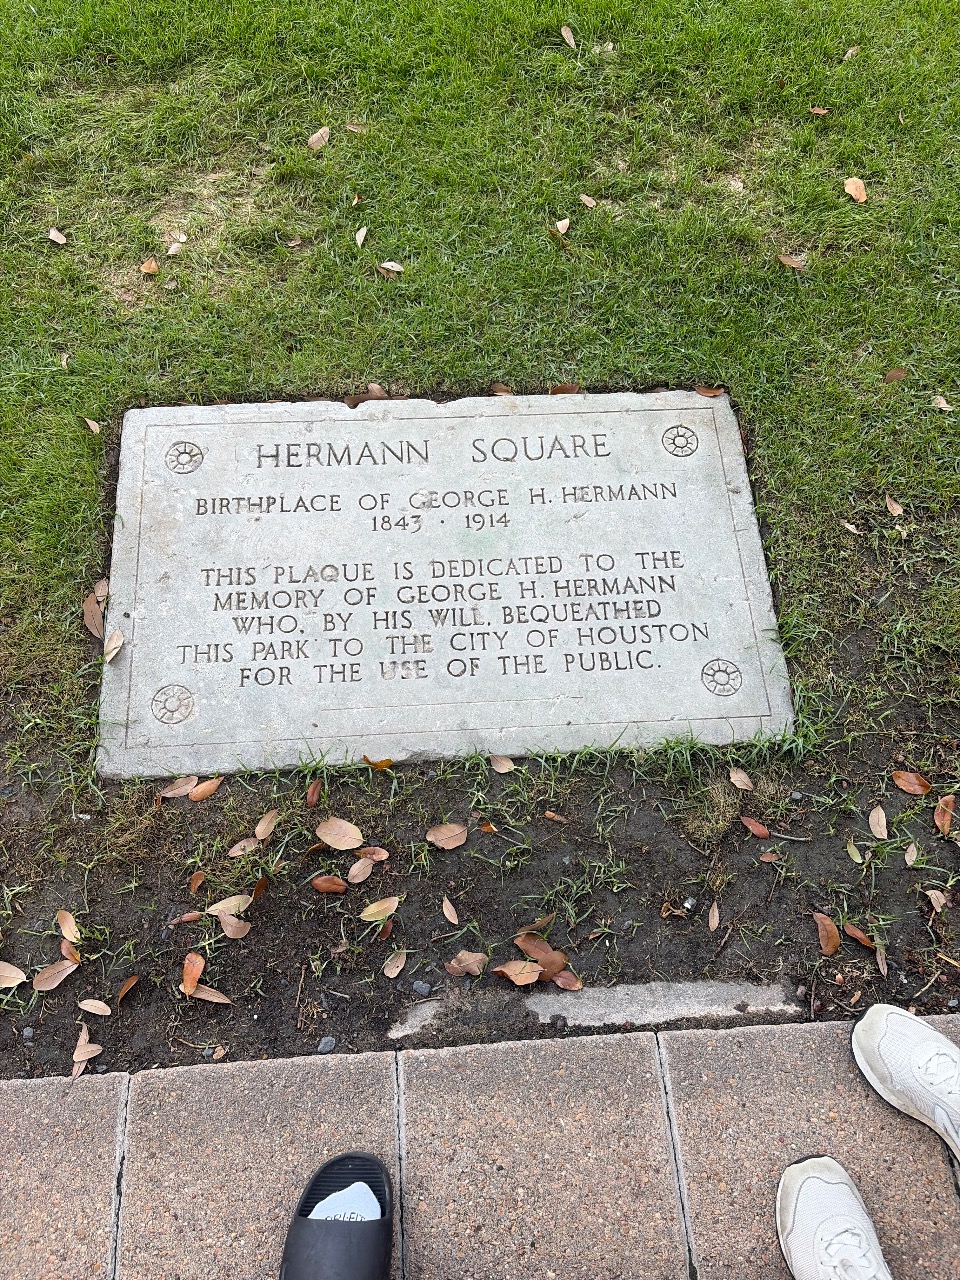 HERMANN SQUARE
BIRTHPLACE OF GEORGE H. HERMANN
1843 · 1914
THIS PLAQUE IS DEDICATED TO THE
MEMORY OF GEORGE H. HERMANN
WHO, BY HIS WILL, BEQUEATHED
THIS PARK TO THE CITY OF HOUSTON
FOR THE USE OF THE PUBLIC.